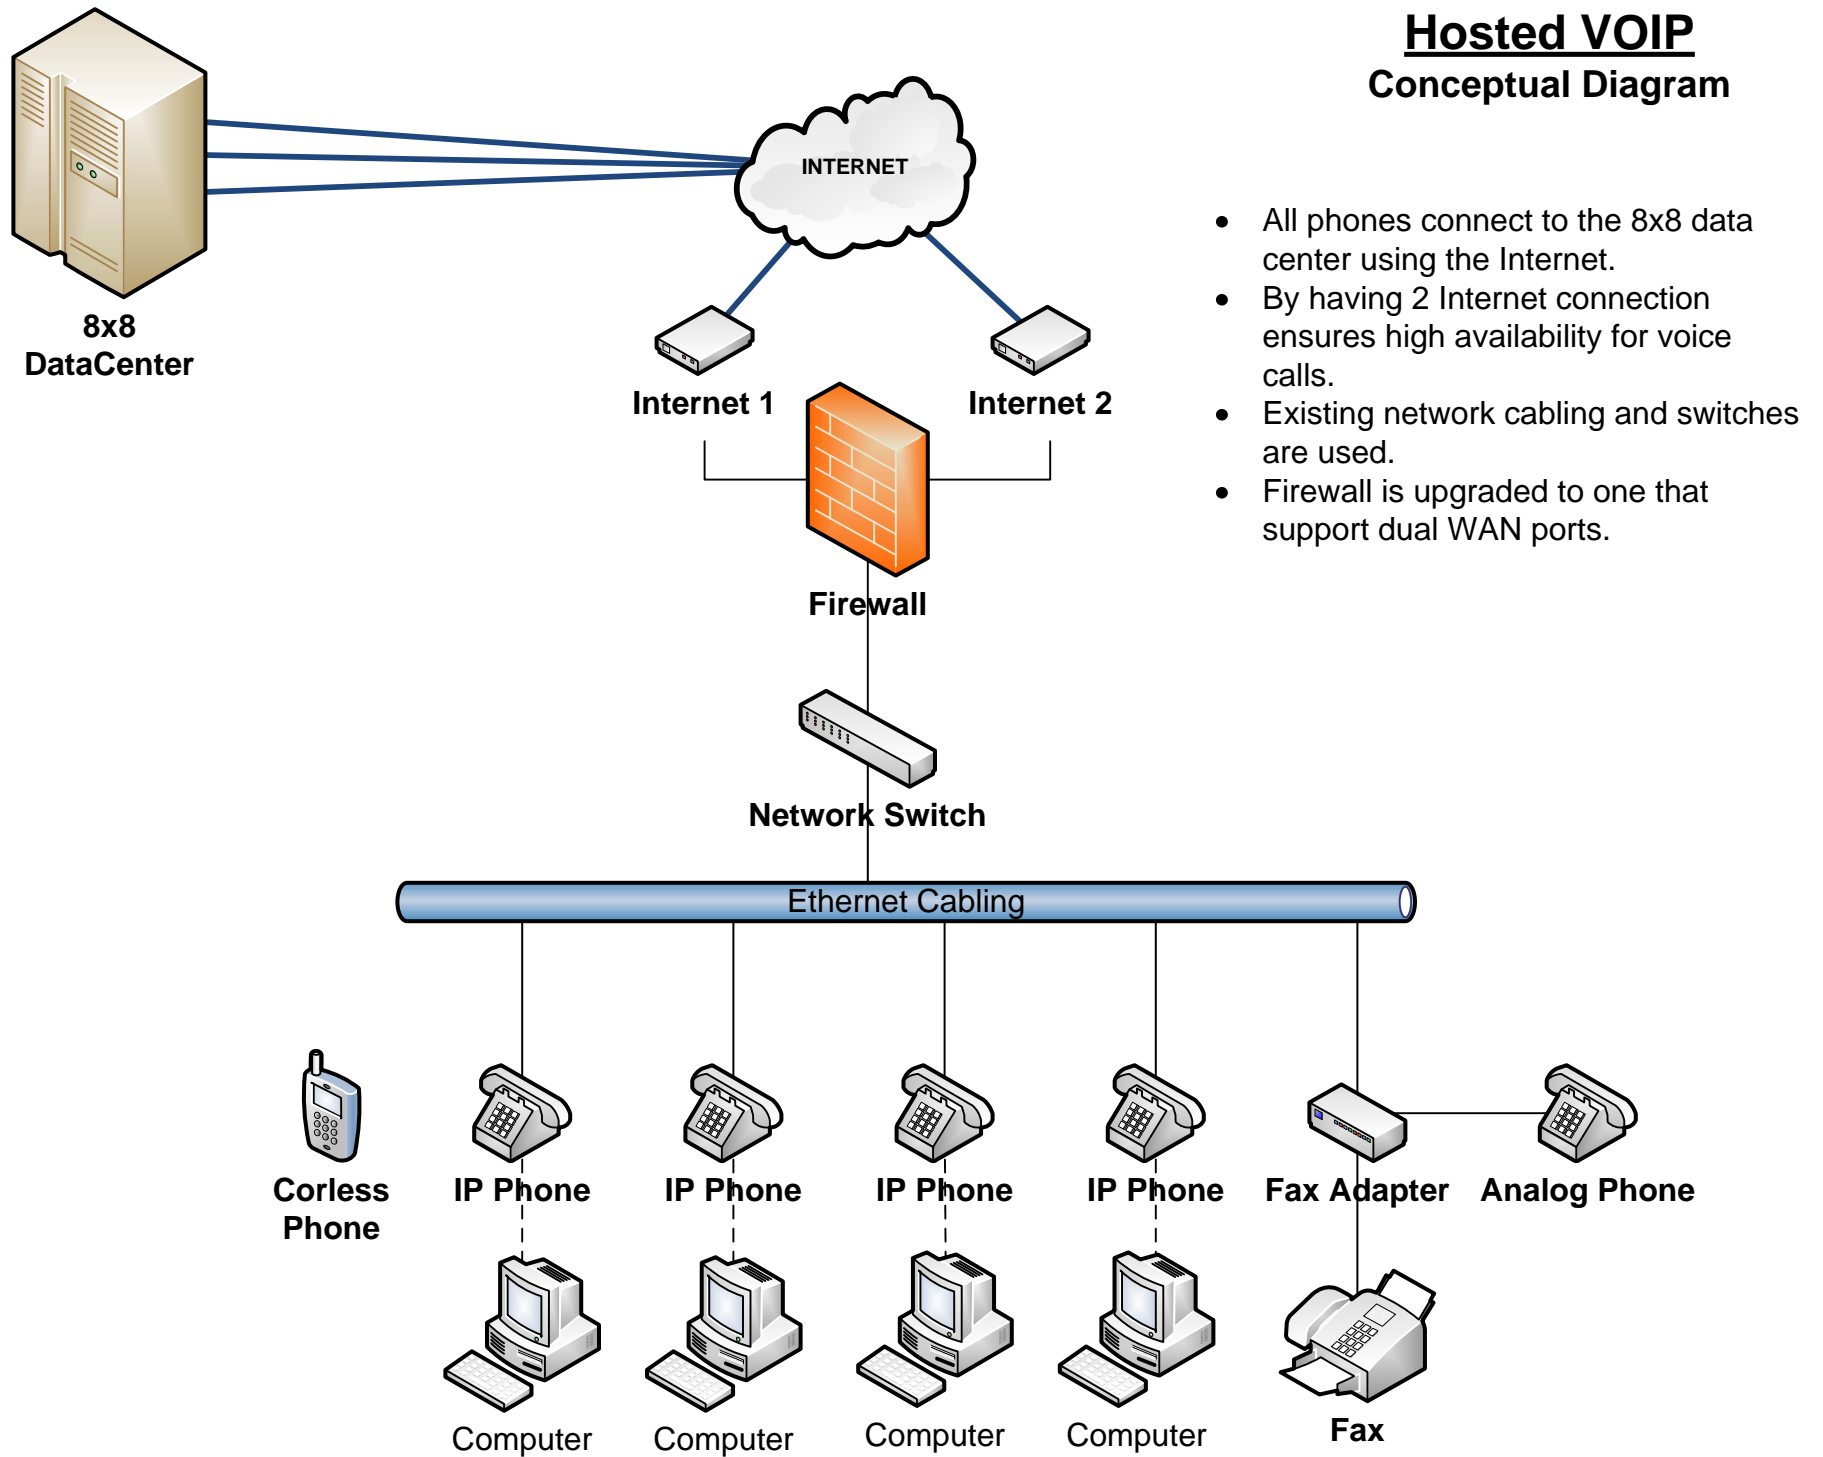 Hosted VOIP
Conceptual Diagram
INTERNET
8x8
DataCenter
Internet 1
Internet 2
• All phones connect to the 8x8 data
center using the Internet.
• By having 2 Internet connection
ensures high availability for voice
calls.
• Existing network cabling and switches
are used.
• Firewall is upgraded to one that
support dual WAN ports.
Firewall
Network Switch
Ethernet Cabling
Corless
Phone
IP Phone
IP Phone
IP Phone
IP Phone
Fax Adapter
Analog Phone
Computer
Computer
Computer
Computer
Fax